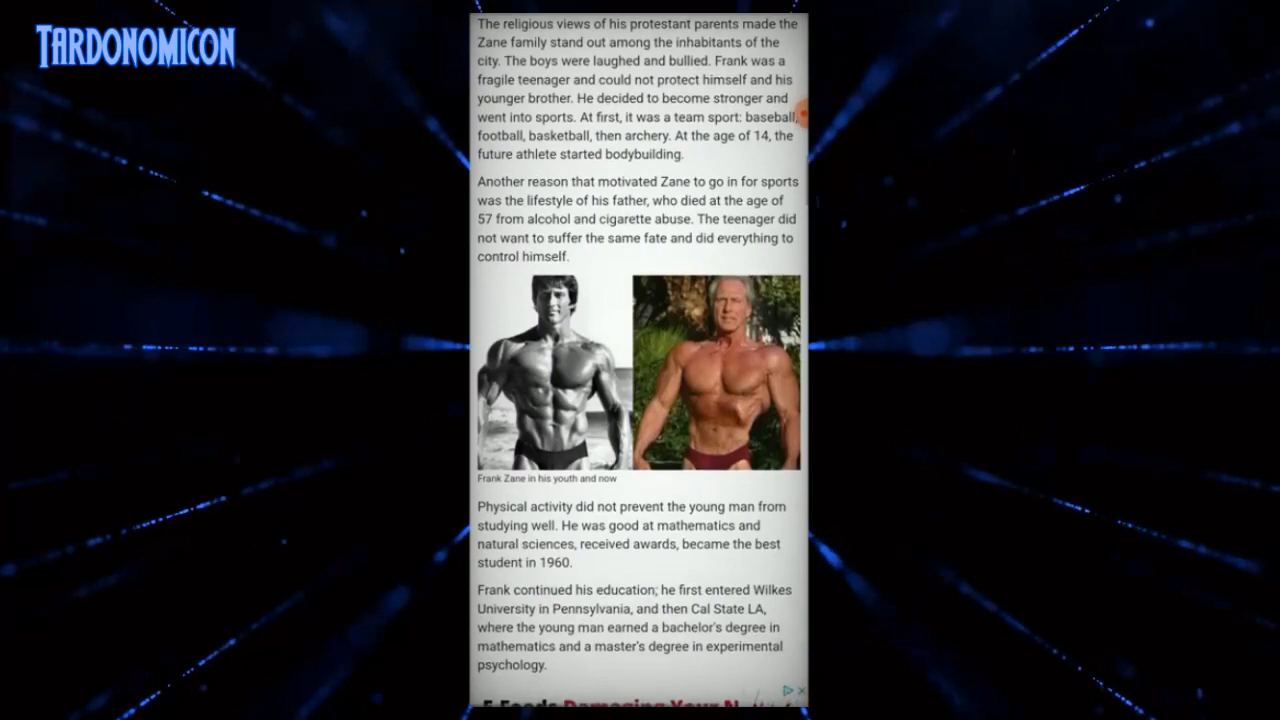 TARDONOMICON
The religious views of his protestant parents made the
Zane family stand out among the inhabitants of the
city. The boys were laughed and bullied. Frank was a
fragile teenager and could not protect himself and his
younger brother. He decided to become stronger and
went into sports. At first, it was a team sport: baseball,
football, basketball, then archery. At the age of 14, the
future athlete started bodybuilding.
Another reason that motivated Zane to go in for sports
was the lifestyle of his father, who died at the age of
57 from alcohol and cigarette abuse. The teenager did
not want to suffer the same fate and did everything to
control himself.
Frank Zane in his youth and now
Physical activity did not prevent the young man from
studying well. He was good at mathematics and
natural sciences, received awards, became the best
student in 1960.
Frank continued his education; he first entered Wilkes
University in Pennsylvania, and then Cal State LA,
where the young man earned a bachelor's degree in
mathematics and a master's degree in experimental
psychology.
5 Foods Damaging Your